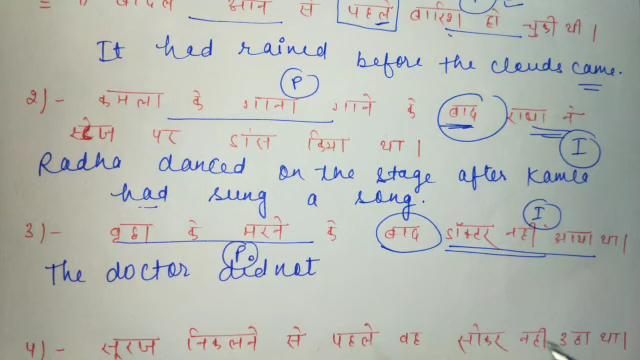 = 1) बादल आने से पहले बारिश हो चुकी थी।
It had rained before the clouds came.
P
2)- कमला के गाना गाने के बाद राधा ने
स्टेज पर डांस किया था।
I
Radha danced on the stage after Kamla
had sung a song.
I
3)- बुढ़ा के मरने के बाद डॉक्टर नहीं आया था।
P.
The doctor did not
4)- सूरज निकलने से पहले वह सोकर नहीं उठा था।